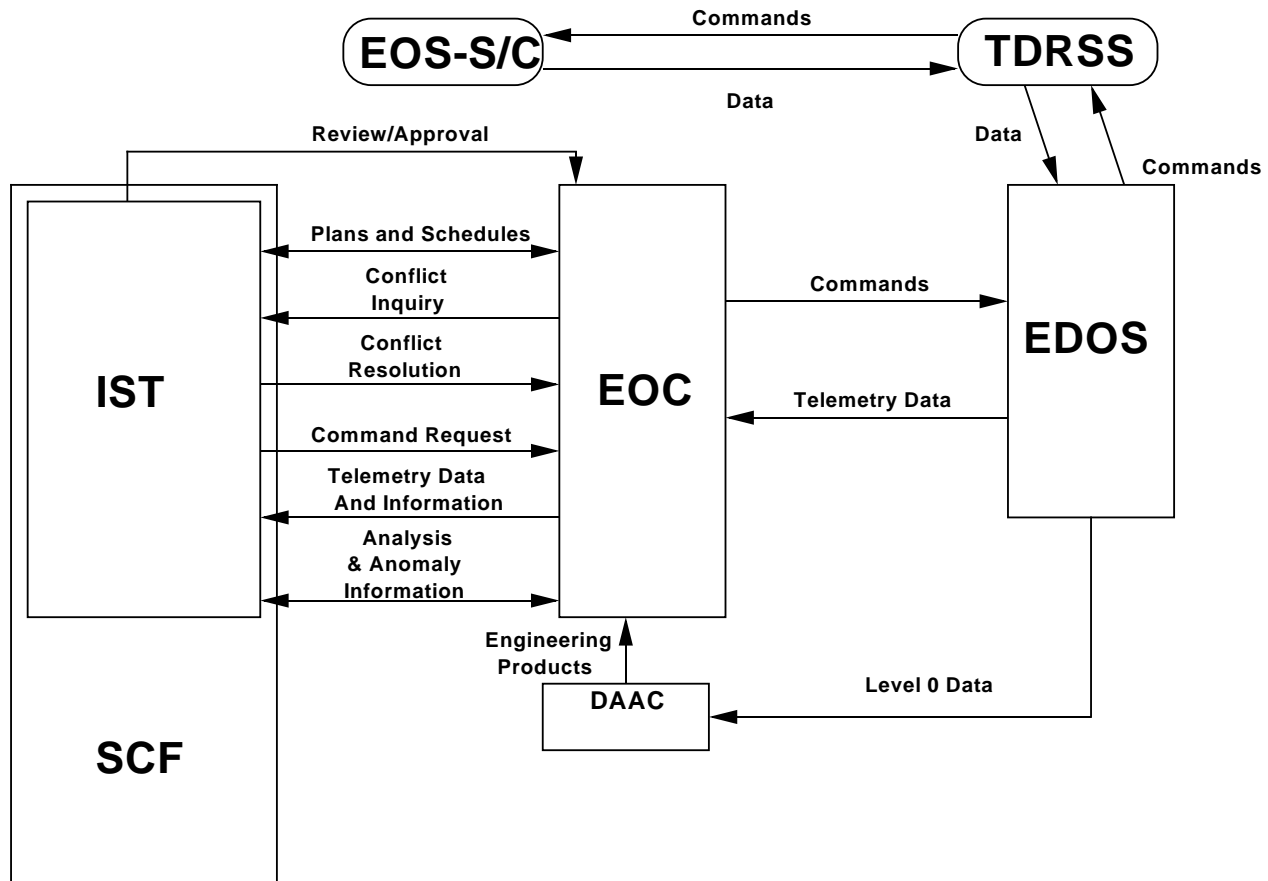 Commands
EOS-S/C
TDRSS
Data
Review/Approval
Data
Commands
Plans and Schedules
Conflict
Inquiry
Commands
Conflict
Resolution
IST
EOC
EDOS
Telemetry Data
Command Request
Telemetry Data
And Information
Analysis
& Anomaly
Information
Engineering
Products
Level 0 Data
DAAC
SCF